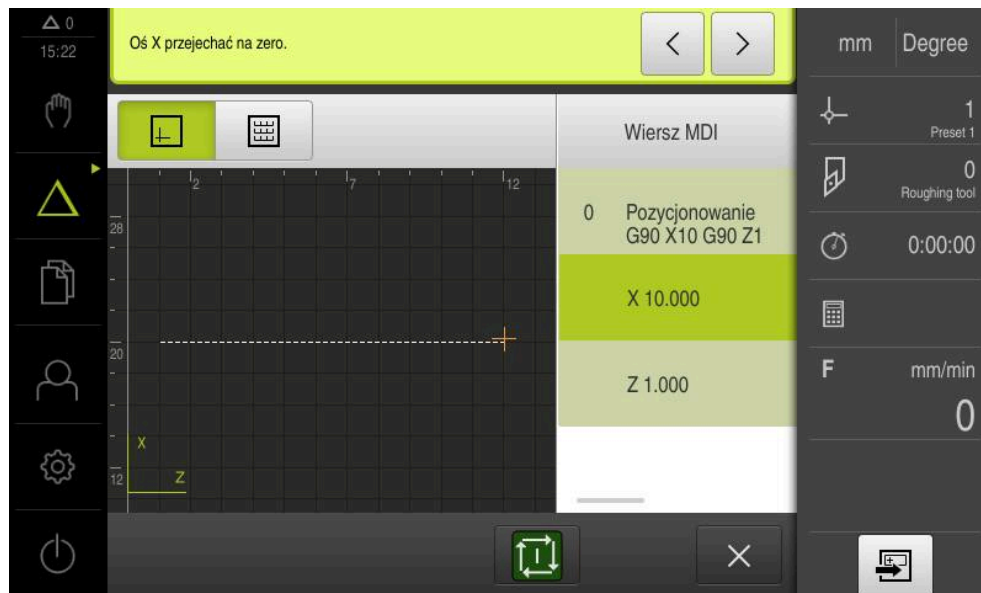 0
15:22
Oś X przejechać na zero.
mm Degree
1
Preset 1
0
Roughing tool
0:00:00
F mm/min
0
Wiersz MDI
0 Pozycjonowanie
G90 X10 G90 Z1
X 10.000
Z 1.000
2 7 12
28
20
12
X
Z